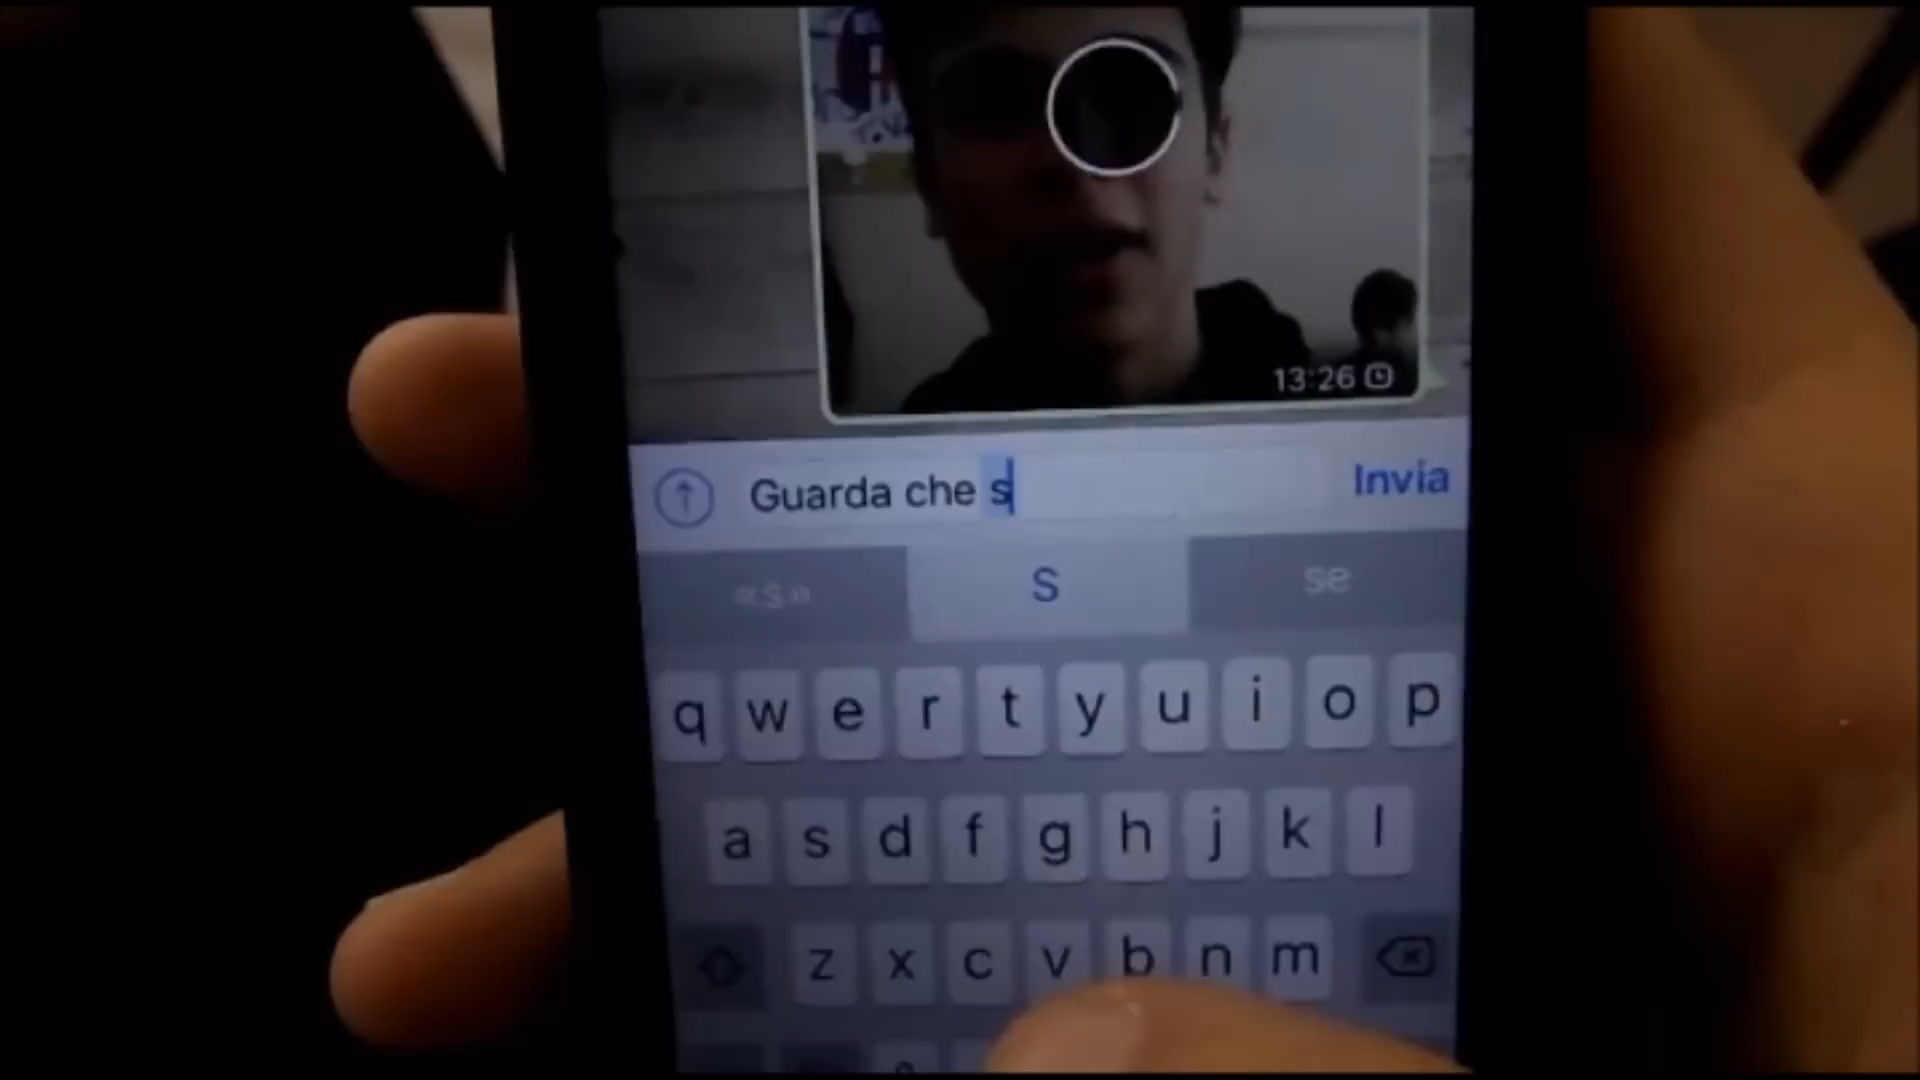 13:26
Guarda che s
Invia
«s» S se
q w e r t y u i o p
a s d f g h j k l
z x c v b n m